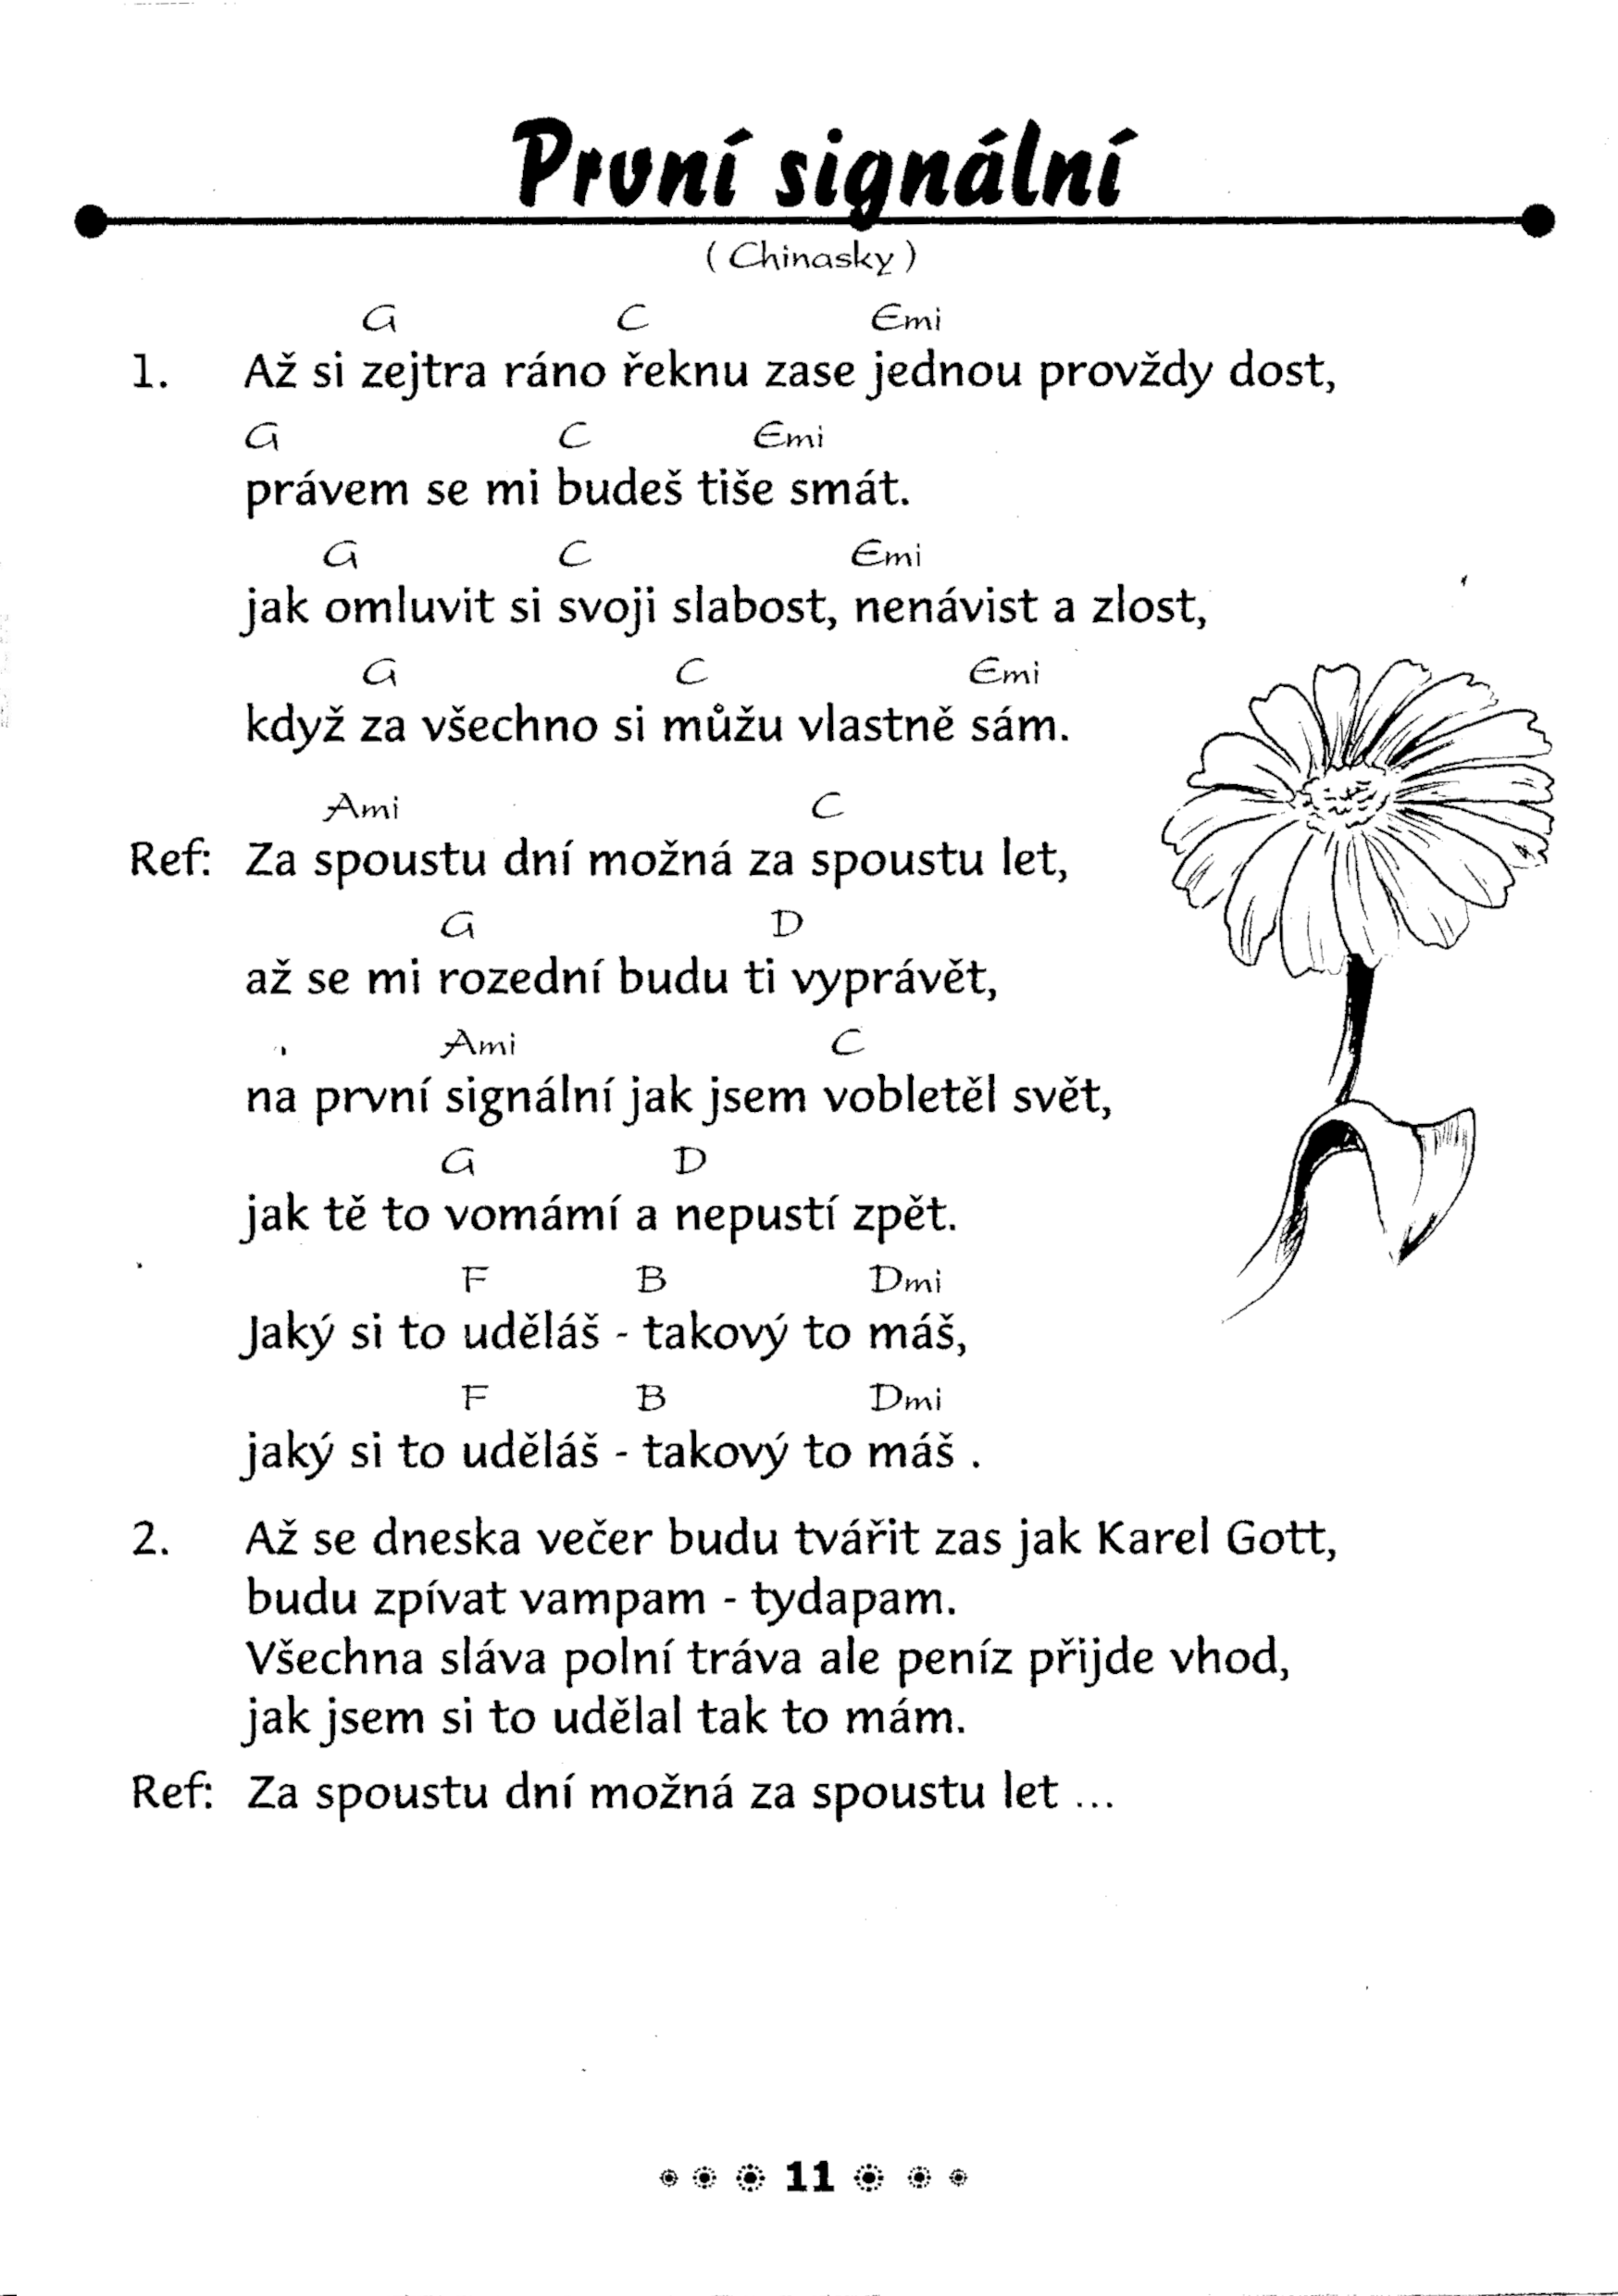 První signální
( Chinasky )
G C Emi
1. Až si zejtra ráno řeknu zase jednou provždy dost,
G C Emi
právem se mi budeš tiše smát.
G C Emi
jak omluvit si svoji slabost, nenávist a zlost,
G C Emi
když za všechno si můžu vlastně sám.
Ami C
Ref: Za spoustu dní možná za spoustu let,
G D
až se mi rozední budu ti vyprávět,
Ami C
na první signální jak jsem vobletěl svět,
G D
jak tě to vomámí a nepustí zpět.
F B Dmi
Jaký si to uděláš - takový to máš,
F B Dmi
jaký si to uděláš - takový to máš .
2. Až se dneska večer budu tvářit zas jak Karel Gott,
budu zpívat vampam - tydapam.
Všechna sláva polní tráva ale peníz přijde vhod,
jak jsem si to udělal tak to mám.
Ref: Za spoustu dní možná za spoustu let ...
11